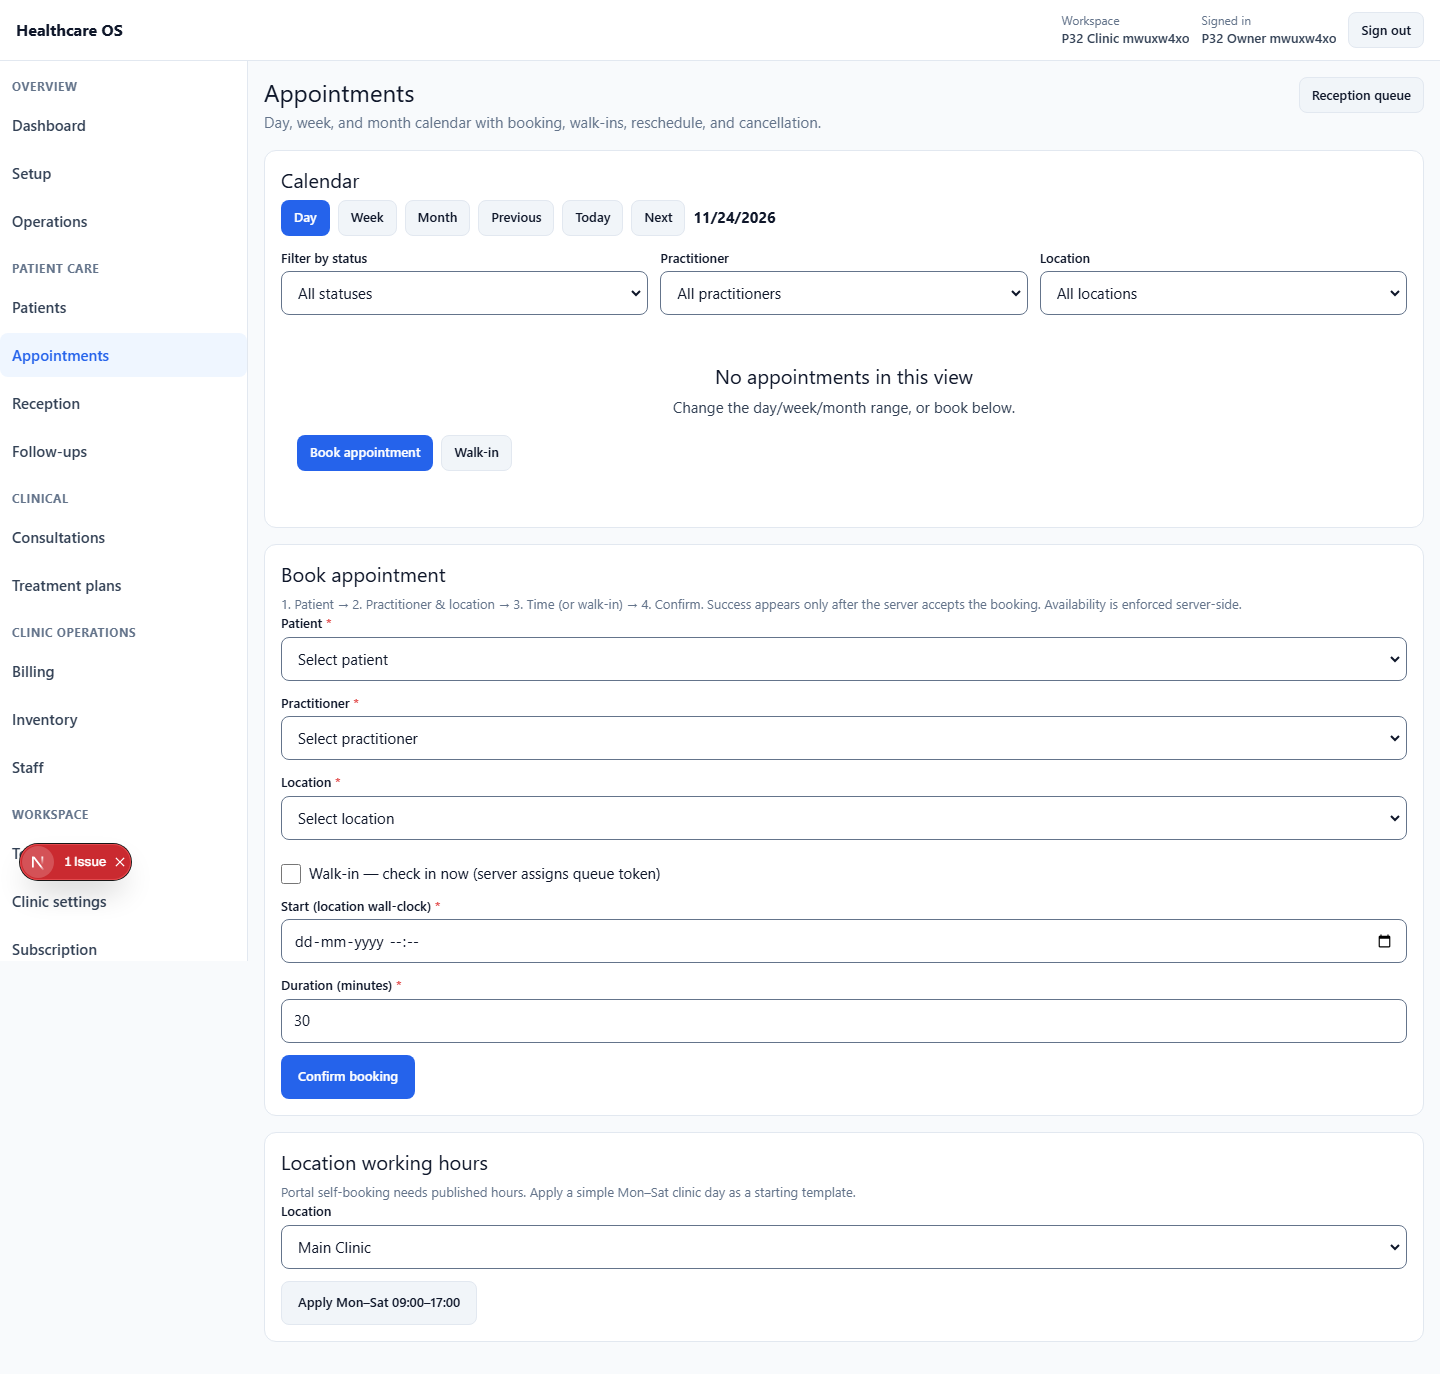 Healthcare OS
Workspace
P32 Clinic mwuxw4xo
Signed in
P32 Owner mwuxw4xo
Sign out
OVERVIEW
Dashboard
Setup
Operations
PATIENT CARE
Patients
Appointments
Reception
Follow-ups
CLINICAL
Consultations
Treatment plans
CLINIC OPERATIONS
Billing
Inventory
Staff
WORKSPACE
N 1 Issue
Clinic settings
Subscription
Appointments
Day, week, and month calendar with booking, walk-ins, reschedule, and cancellation.
Reception queue
Calendar
Day Week Month Previous Today Next 11/24/2026
Filter by status Practitioner Location
All statuses All practitioners All locations
No appointments in this view
Change the day/week/month range, or book below.
Book appointment Walk-in
Book appointment
1. Patient → 2. Practitioner & location → 3. Time (or walk-in) → 4. Confirm. Success appears only after the server accepts the booking. Availability is enforced server-side.
Patient *
Select patient
Practitioner *
Select practitioner
Location *
Select location
Walk-in — check in now (server assigns queue token)
Start (location wall-clock) *
dd-mm-yyyy --:--
Duration (minutes) *
30
Confirm booking
Location working hours
Portal self-booking needs published hours. Apply a simple Mon–Sat clinic day as a starting template.
Location
Main Clinic
Apply Mon–Sat 09:00–17:00